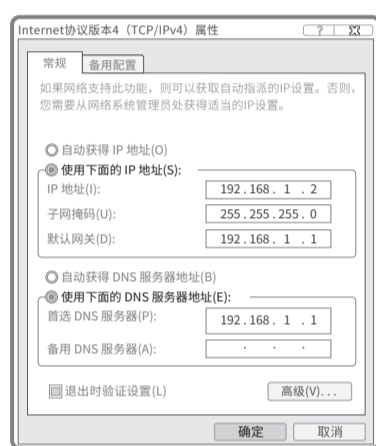 Internet协议版本4（TCP/IPv4）属性
?
常规 备用配置
如果网络支持此功能，则可以获取自动指派的IP设置。否则，
您需要从网络系统管理员处获得适当的IP设置。
自动获得 IP 地址(O)
使用下面的 IP 地址(S):
IP 地址(I): 192.168. 1 . 2
子网掩码(U): 255.255.255. 0
默认网关(D): 192.168. 1 . 1
自动获得 DNS 服务器地址(B)
使用下面的 DNS 服务器地址(E):
首选 DNS 服务器(P): 192.168. 1 . 1
备用 DNS 服务器(A): . . .
退出时验证设置(L) 高级(V)...
确定 取消